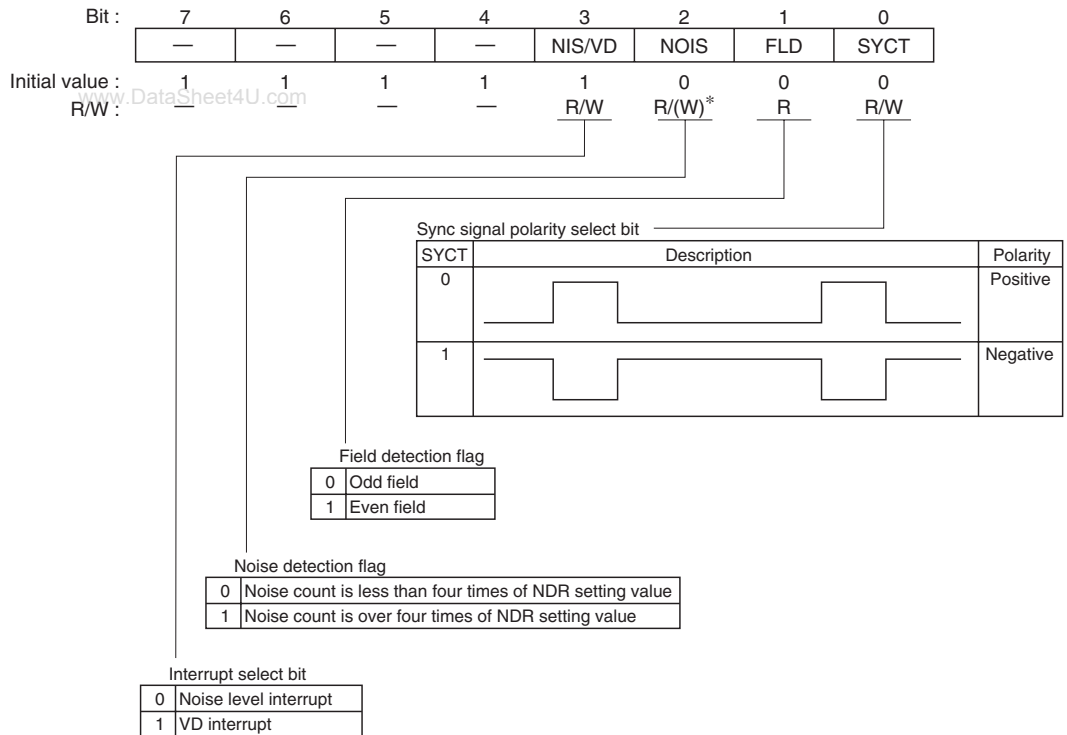 Bit : 7 6 5 4 3 2 1 0
— — — — NIS/VD NOIS FLD SYCT
Initial value : 1 1 1 1 1 0 0 0
www.DataSheet4U.com
R/W : — — — — R/W R/(W)* R R/W
Sync signal polarity select bit
SYCT Description Polarity
0 Positive
1 Negative
Field detection flag
0 Odd field
1 Even field
Noise detection flag
0 Noise count is less than four times of NDR setting value
1 Noise count is over four times of NDR setting value
Interrupt select bit
0 Noise level interrupt
1 VD interrupt